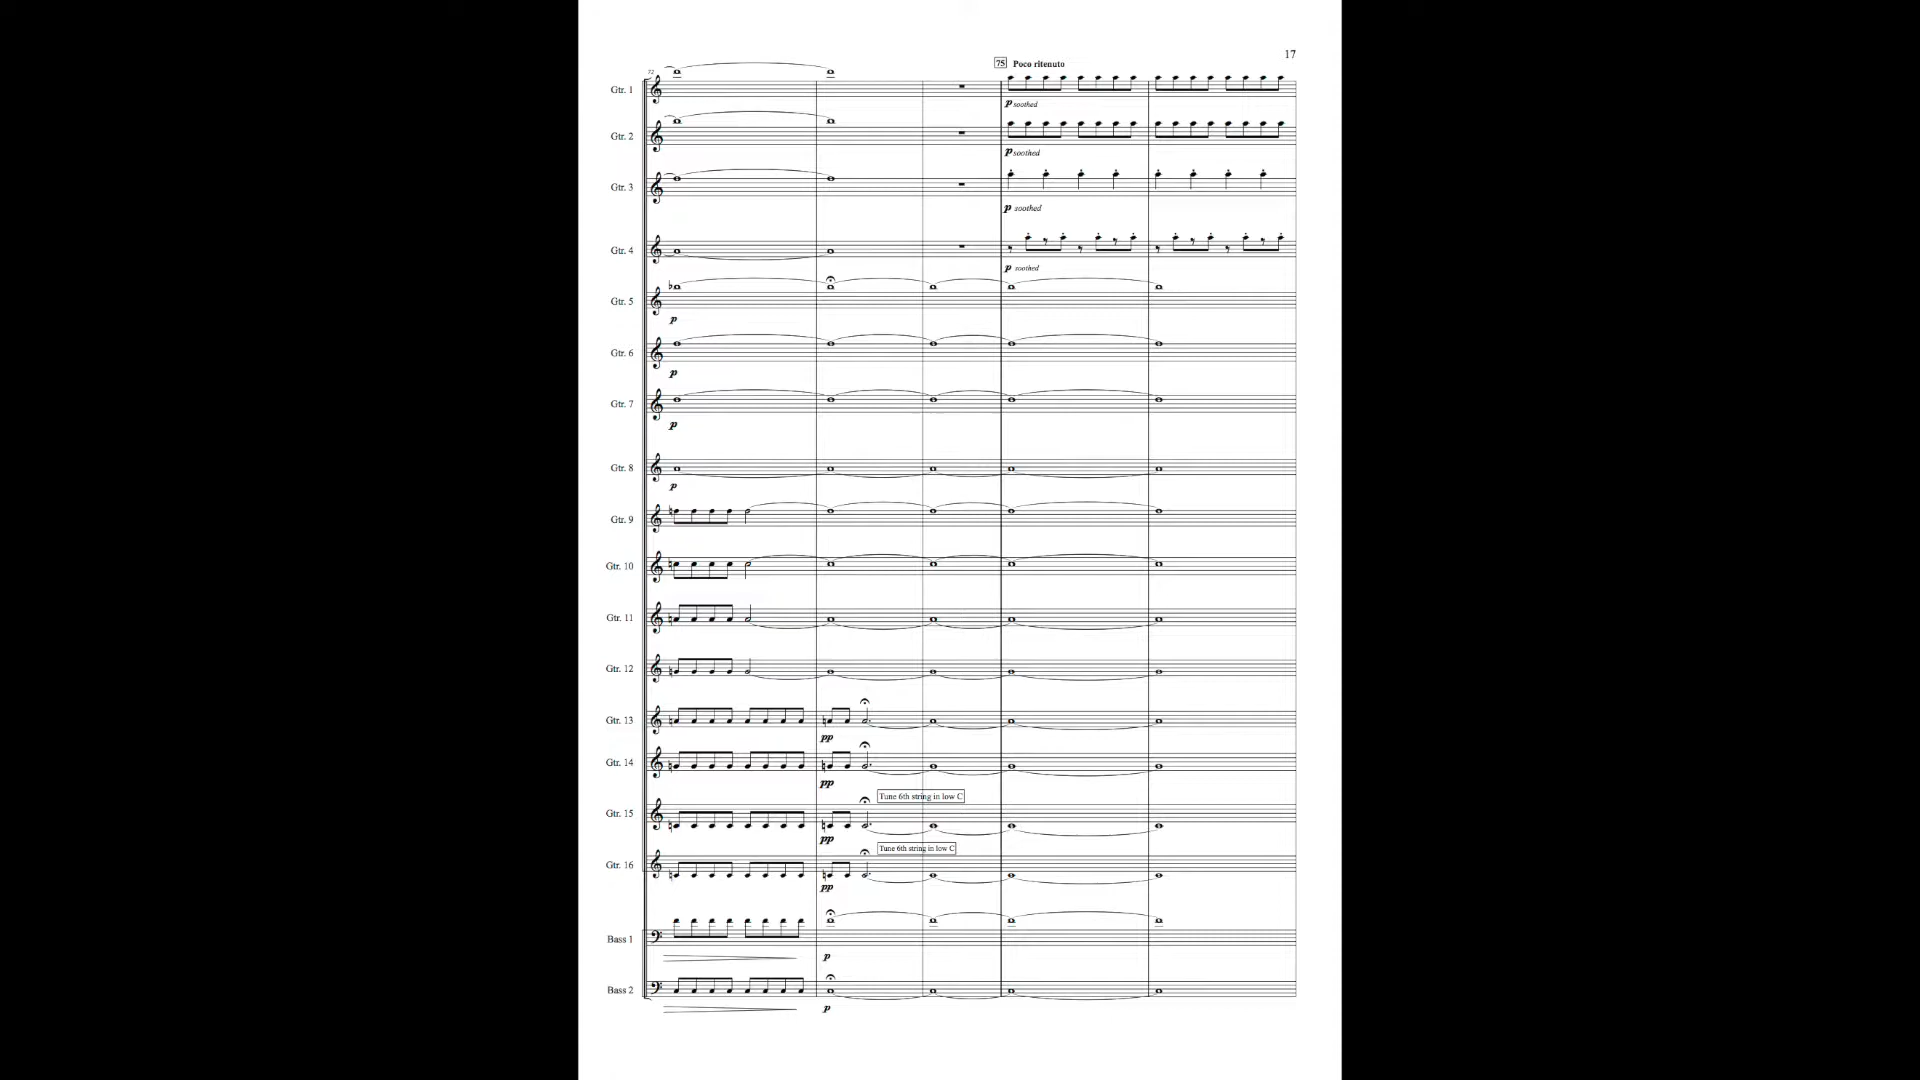 17
75 Poco ritenuto
72
Gtr. 1
p soothed
Gtr. 2
p soothed
Gtr. 3
p soothed
Gtr. 4
p soothed
Gtr. 5
p
Gtr. 6
p
Gtr. 7
p
Gtr. 8
p
Gtr. 9
Gtr. 10
Gtr. 11
Gtr. 12
Gtr. 13
pp
Gtr. 14
pp
Tune 6th string in low C
Gtr. 15
pp
Tune 6th string in low C
Gtr. 16
pp
Bass 1
p
Bass 2
p